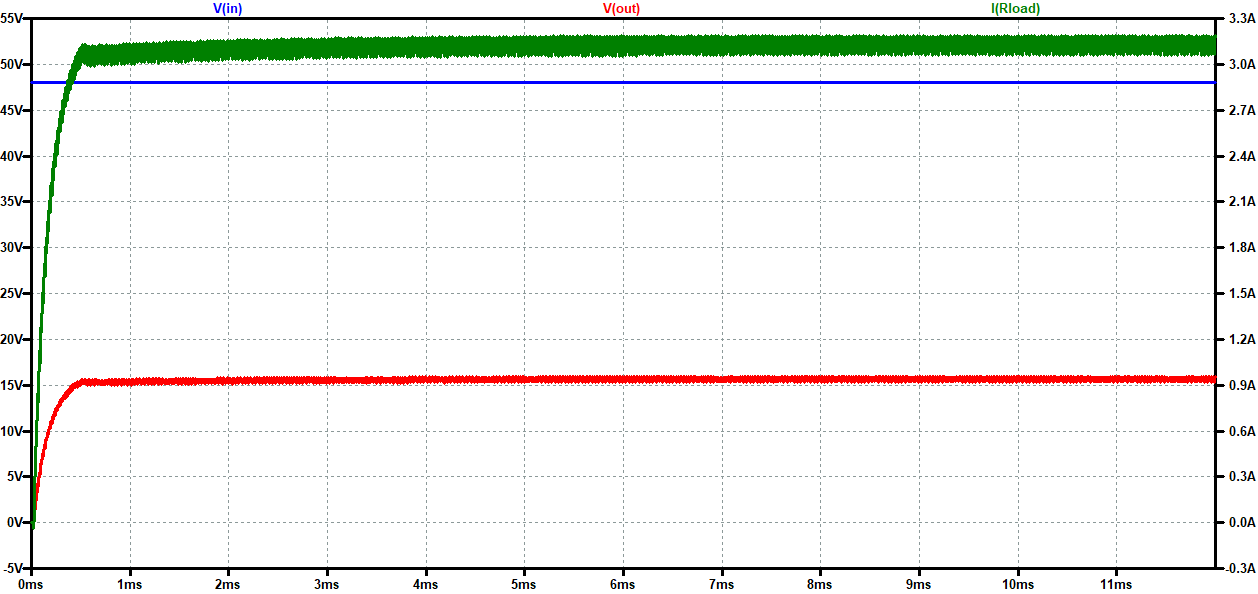 V(in) V(out) I(Rload)
55V 3.3A
50V 3.0A
45V 2.7A
40V 2.4A
35V 2.1A
30V 1.8A
25V 1.5A
20V 1.2A
15V 0.9A
10V 0.6A
5V 0.3A
0V 0.0A
-5V -0.3A
0ms 1ms 2ms 3ms 4ms 5ms 6ms 7ms 8ms 9ms 10ms 11ms